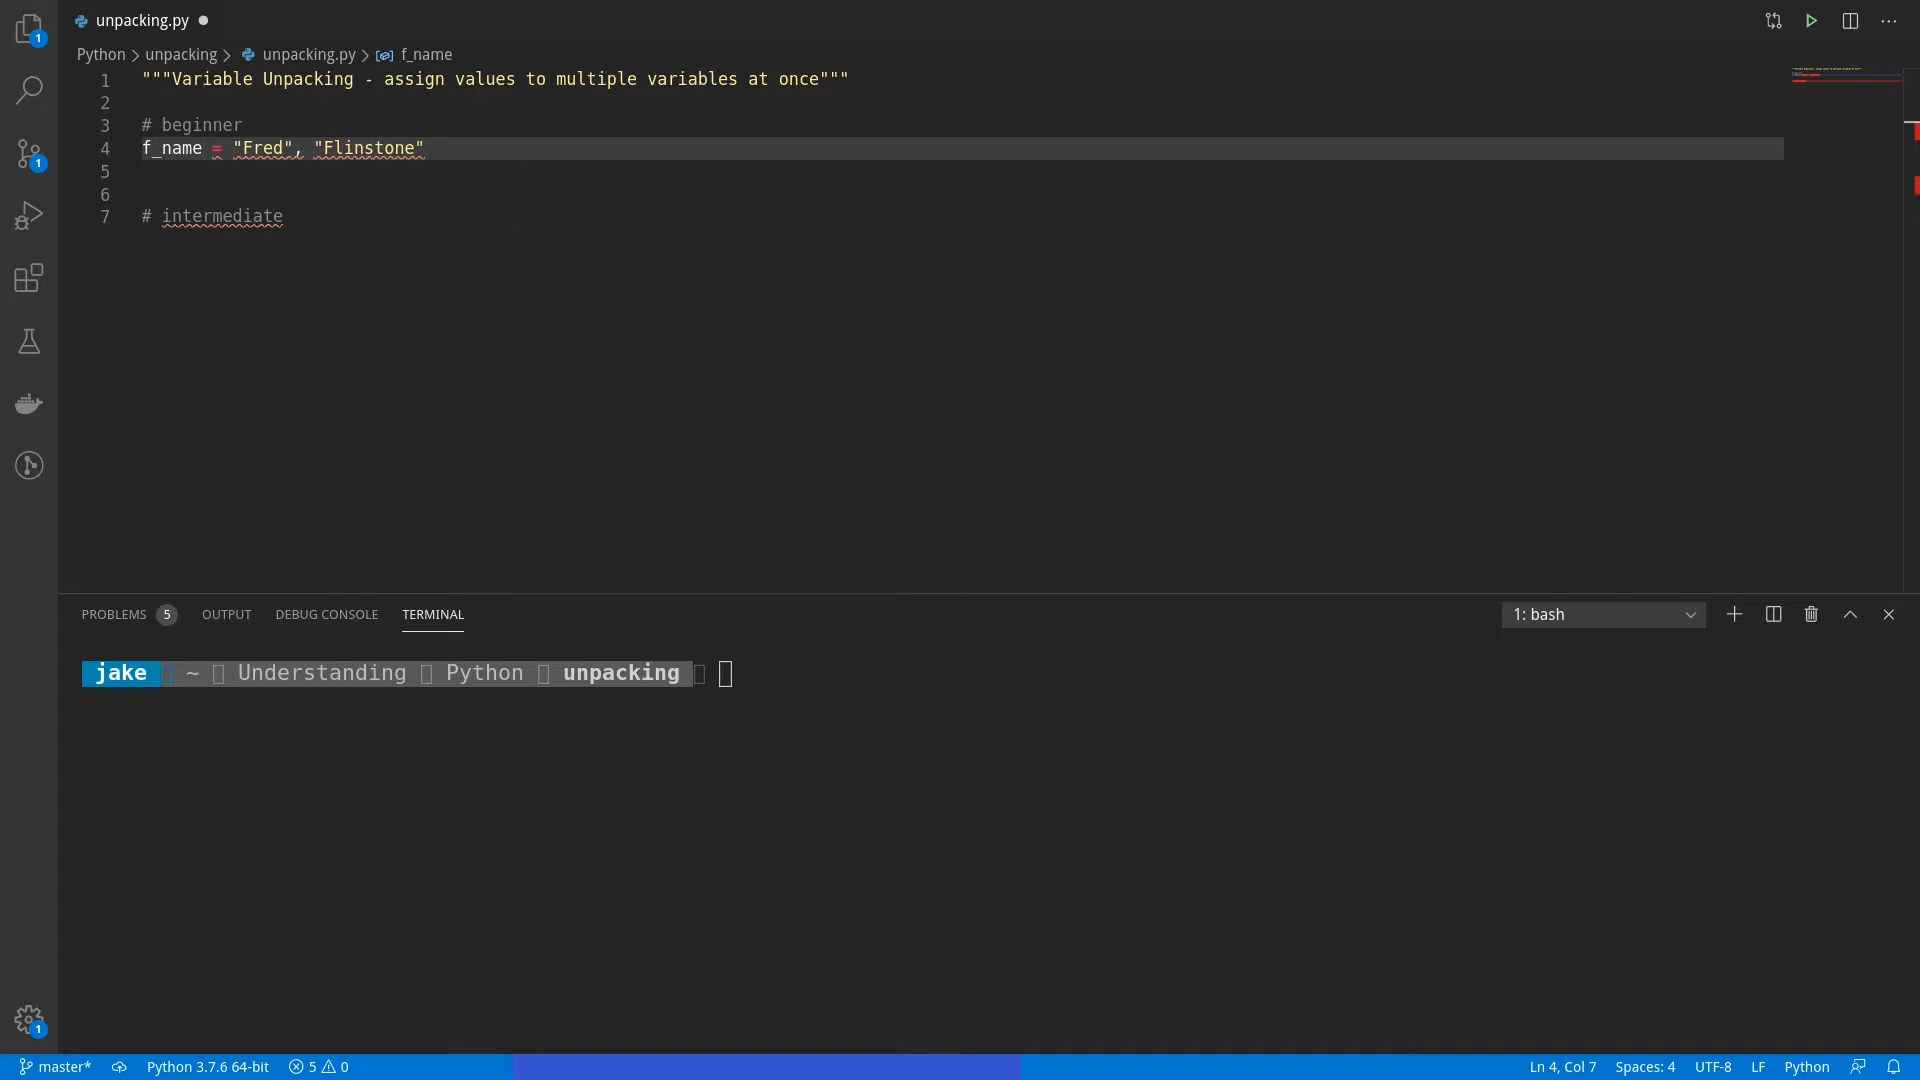 unpacking.py
Python > unpacking > unpacking.py > f_name
1 """Variable Unpacking - assign values to multiple variables at once"""
2
3 # beginner
4 f_name = "Fred", "Flinstone"
5
6
7 # intermediate
1
1
PROBLEMS 5 OUTPUT DEBUG CONSOLE TERMINAL 1: bash
jake ~ Understanding Python unpacking
1
master* Python 3.7.6 64-bit 5 0 Ln 4, Col 7 Spaces: 4 UTF-8 LF Python